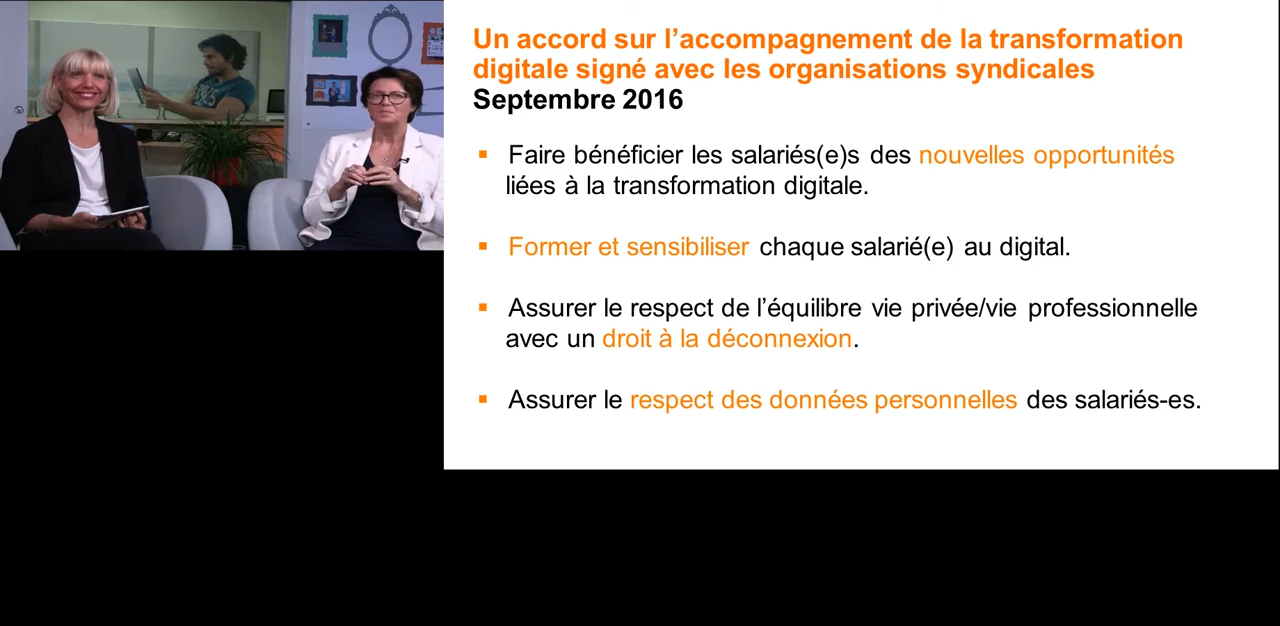 Un accord sur l’accompagnement de la transformation
digitale signé avec les organisations syndicales
Septembre 2016
▪ Faire bénéficier les salariés(e)s des nouvelles opportunités
liées à la transformation digitale.
▪ Former et sensibiliser chaque salarié(e) au digital.
▪ Assurer le respect de l’équilibre vie privée/vie professionnelle
avec un droit à la déconnexion.
▪ Assurer le respect des données personnelles des salariés-es.